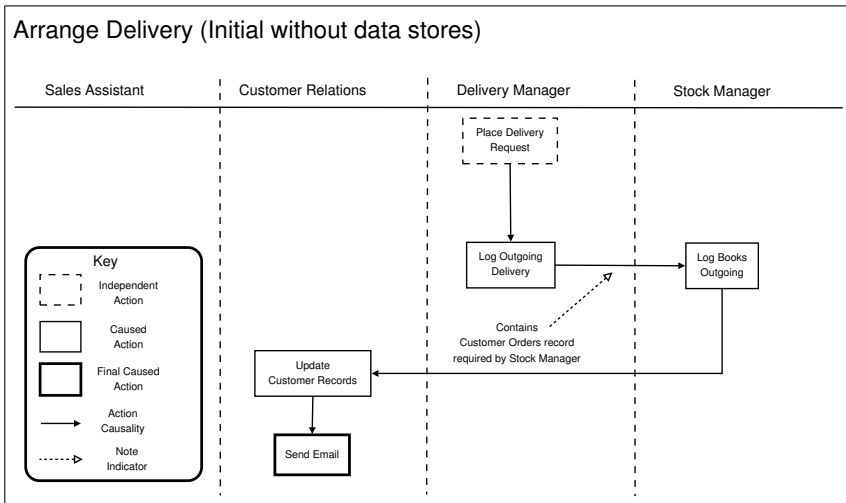 Arrange Delivery (Initial without data stores)
Sales Assistant
Customer Relations
Delivery Manager
Stock Manager
Place Delivery
Request
Log Outgoing
Delivery
Log Books
Outgoing
Contains
Customer Orders record
required by Stock Manager
Update
Customer Records
Send Email
Key
Independent
Action
Caused
Action
Final Caused
Action
Action
Causality
Note
Indicator